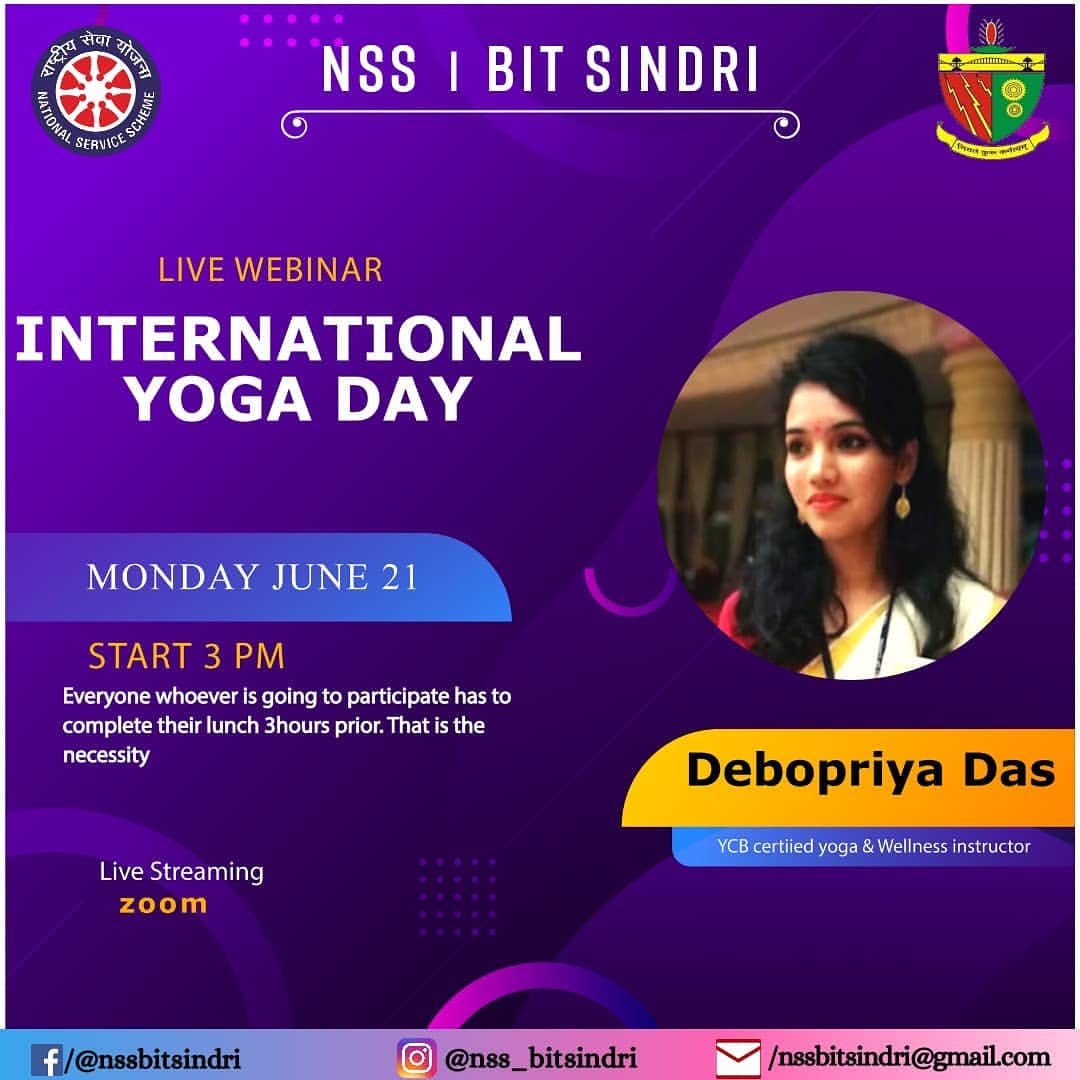 राष्ट्रीय सेवा योजना
NATIONAL SERVICE SCHEME
NSS | BIT SINDRI
LIVE WEBINAR
INTERNATIONAL
YOGA DAY
MONDAY JUNE 21
START 3 PM
Everyone whoever is going to participate has to
complete their lunch 3hours prior. That is the
necessity
Debopriya Das
YCB certiied yoga & Wellness instructor
Live Streaming
zoom
f/@nssbitsindri
@nss_bitsindri
/nssbitsindri@gmail.com